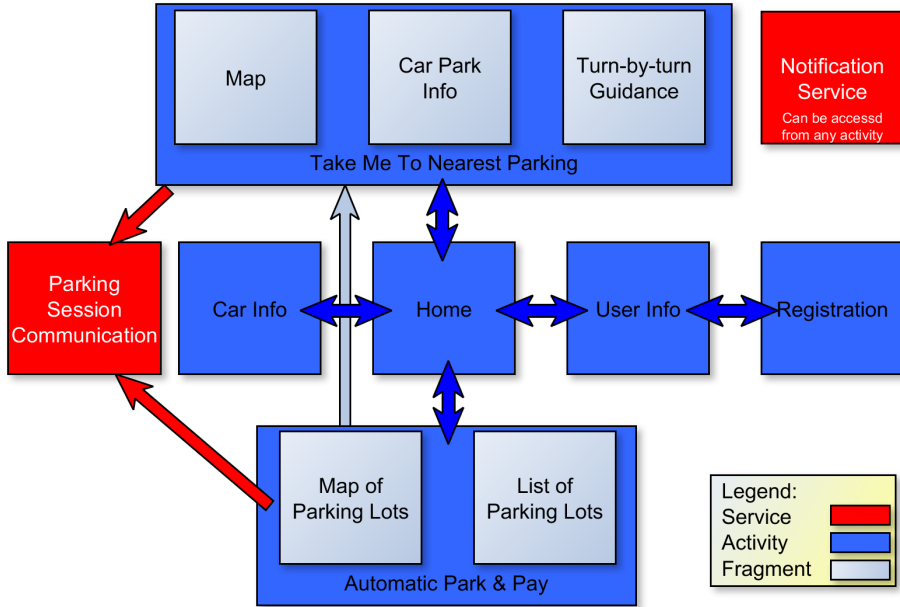 Map
Car Park
Info
Turn-by-turn
Guidance
Take Me To Nearest Parking
Notification
Service
Can be accessd
from any activity
Parking
Session
Communication
Car Info
Home
User Info
Registration
Map of
Parking Lots
List of
Parking Lots
Automatic Park & Pay
Legend:
Service
Activity
Fragment